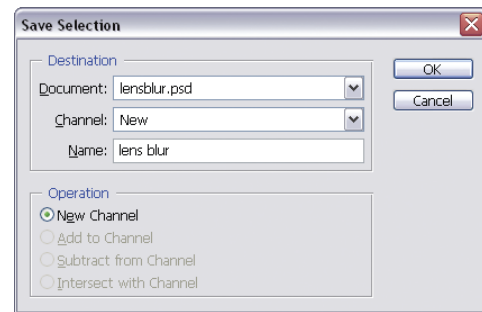 Save Selection
Destination
Document: lensblur.psd
Channel: New
Name: lens blur
OK
Cancel
Operation
New Channel
Add to Channel
Subtract from Channel
Intersect with Channel